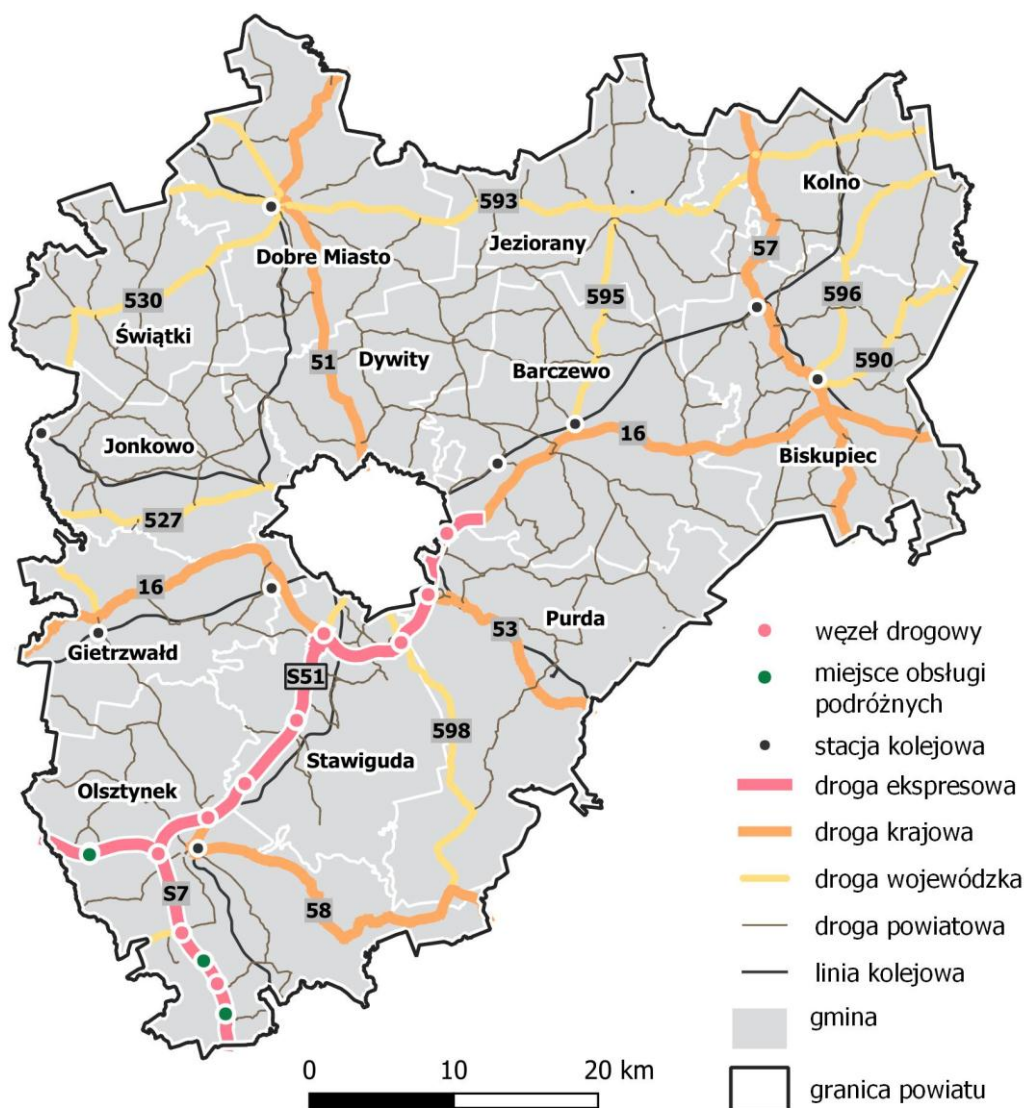 Kolno
593
Jeziorany
57
Dobre Miasto
530
595
596
Świątki
51
Dywity
Barczewo
590
16
Jonkowo
Biskupiec
527
16
Purda
53
Gietrzwałd
S51
598
Stawiguda
Olsztynek
S7
58
węzeł drogowy
miejsce obsługi
podróżnych
stacja kolejowa
droga ekspresowa
droga krajowa
droga wojewódzka
droga powiatowa
linia kolejowa
gmina
granica powiatu
0 10 20 km